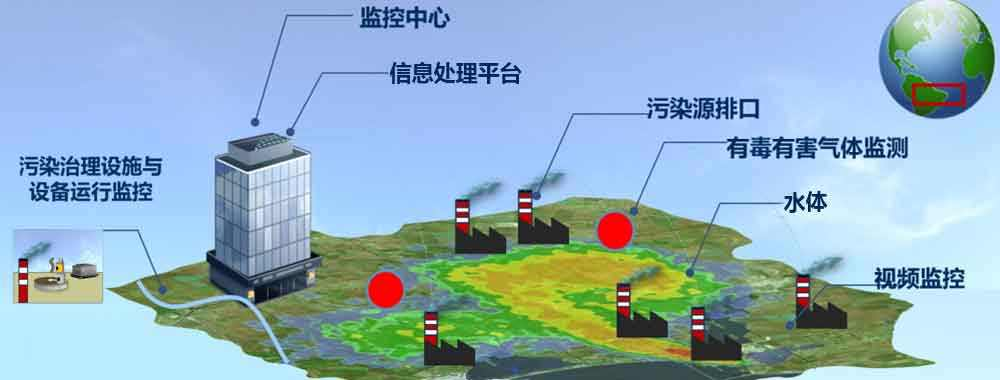 监控中心
信息处理平台
污染源排口
有毒有害气体监测
污染治理设施与
设备运行监控
水体
视频监控